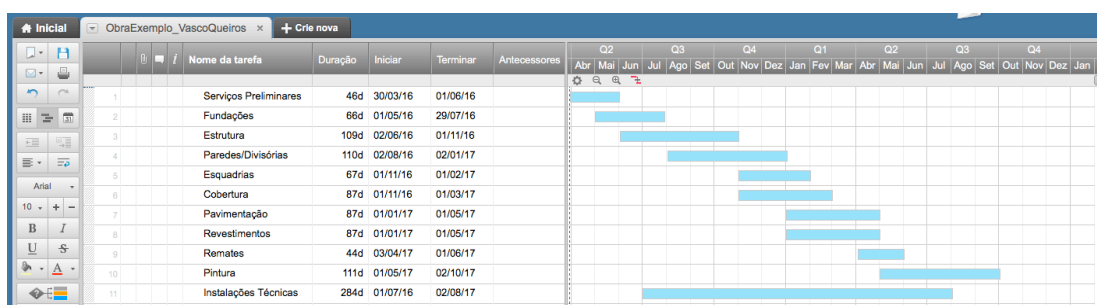 Inicial
ObraExemplo_VascoQueiros × + Crie nova
Nome da tarefa Duração Iniciar Terminar Antecessores
Q2 Q3 Q4 Q1 Q2 Q3 Q4
Abr Mai Jun Jul Ago Set Out Nov Dez Jan Fev Mar Abr Mai Jun Jul Ago Set Out Nov Dez Jan
1 Serviços Preliminares 46d 30/03/16 01/06/16
2 Fundações 66d 01/05/16 29/07/16
3 Estrutura 109d 02/06/16 01/11/16
4 Paredes/Divisórias 110d 02/08/16 02/01/17
5 Esquadrias 67d 01/11/16 01/02/17
6 Cobertura 87d 01/11/16 01/03/17
7 Pavimentação 87d 01/01/17 01/05/17
8 Revestimentos 87d 01/01/17 01/05/17
9 Remates 44d 03/04/17 01/06/17
10 Pintura 111d 01/05/17 02/10/17
11 Instalações Técnicas 284d 01/07/16 02/08/17
31
Arial
10 + −
B I
U S
A